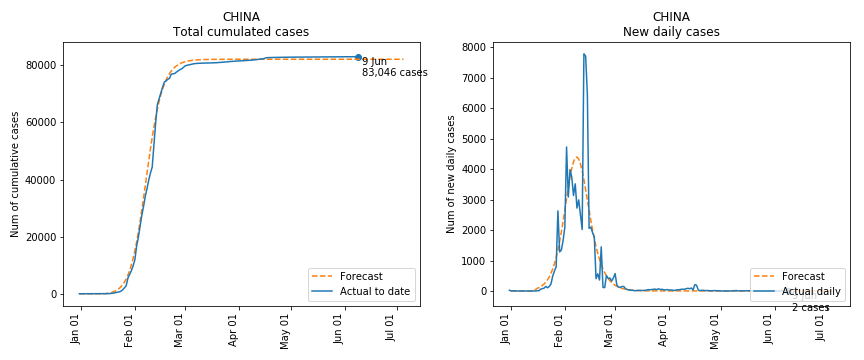 CHINA
Total cumulated cases
Num of cumulative cases
80000
60000
40000
20000
0
9 Jun
83,046 cases
Forecast
Actual to date
Jan 01
Feb 01
Mar 01
Apr 01
May 01
Jun 01
Jul 01
CHINA
New daily cases
Num of new daily cases
8000
7000
6000
5000
4000
3000
2000
1000
0
Forecast
Actual daily
9 Jun
2 cases
Jan 01
Feb 01
Mar 01
Apr 01
May 01
Jun 01
Jul 01